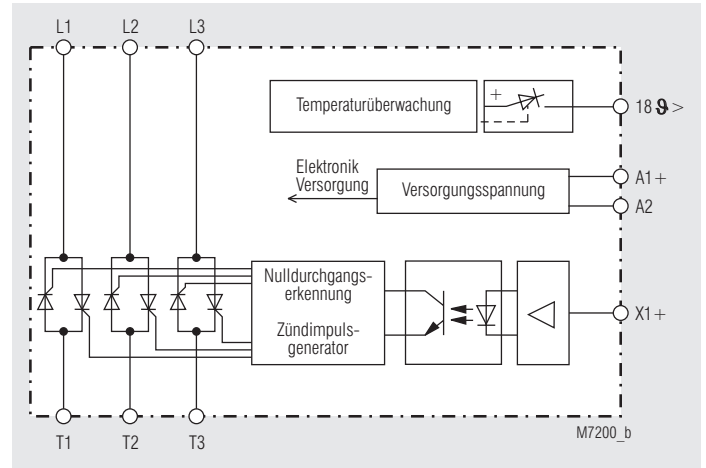 L1 L2 L3
Temperaturüberwachung
+
18 ϑ >
Elektronik
Versorgung
Versorgungsspannung
A1+
A2
Nulldurchgangs-
erkennung
Zündimpuls-
generator
X1+
T1 T2 T3
M7200_b